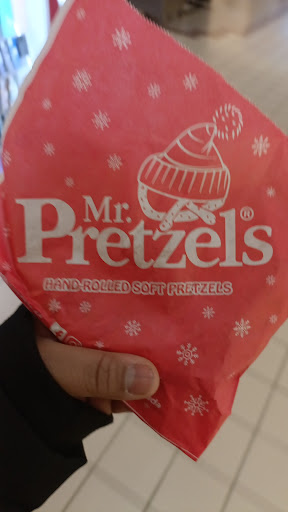 Mr.
Pretzels®
HAND-ROLLED SOFT PRETZELS